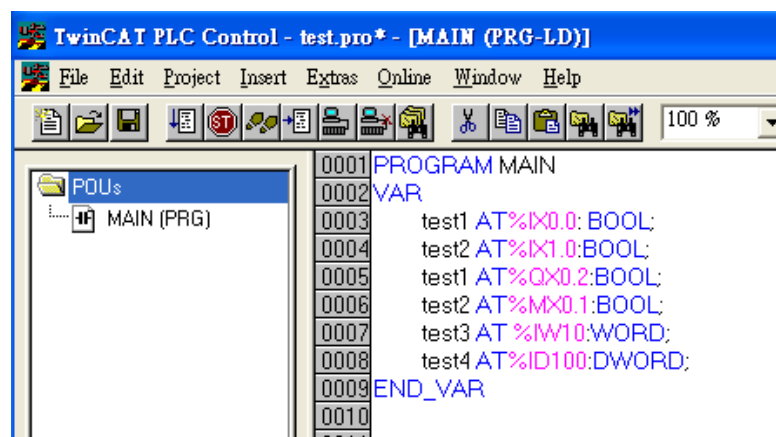 TwinCAT PLC Control - test.pro* - [MAIN (PRG-LD)]
File Edit Project Insert Extras Online Window Help
ST
100 %
POUs
MAIN (PRG)
0001 PROGRAM MAIN
0002 VAR
0003 test1 AT%IX0.0: BOOL;
0004 test2 AT%IX1.0:BOOL;
0005 test1 AT%QX0.2:BOOL;
0006 test2 AT%MX0.1:BOOL;
0007 test3 AT %IW10:WORD;
0008 test4 AT%ID100:DWORD;
0009 END_VAR
0010